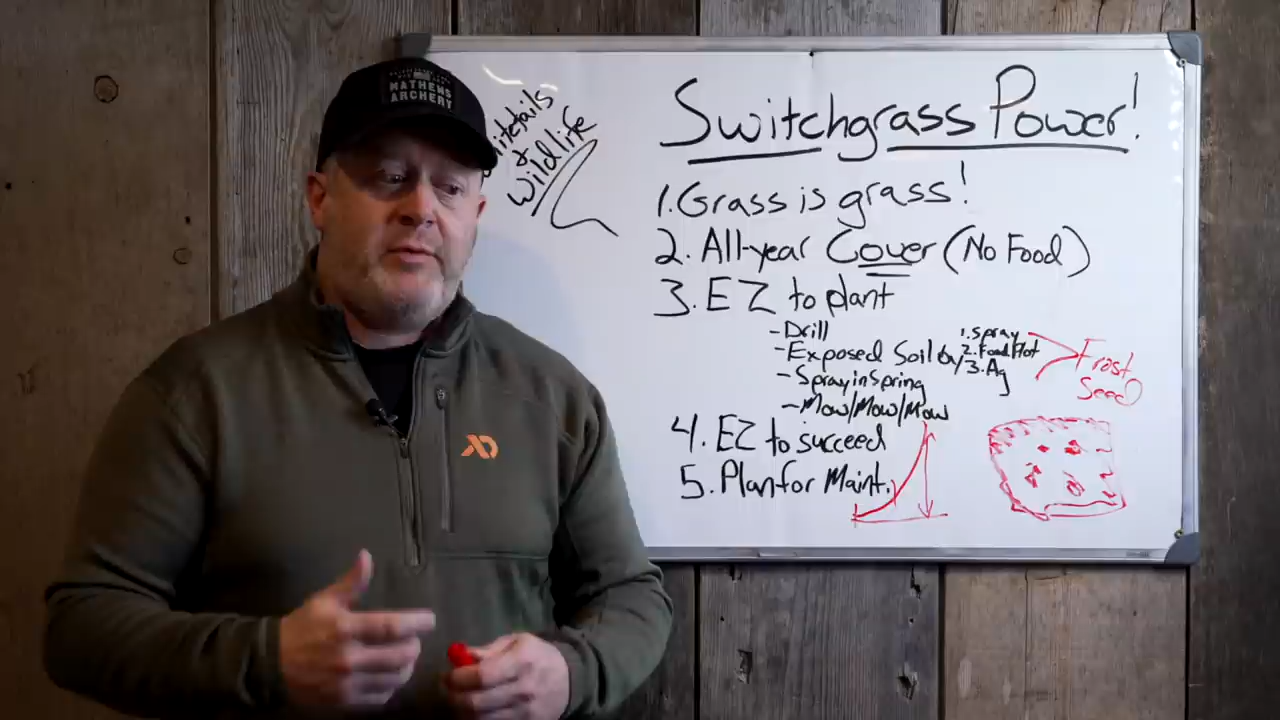 MATHEWS
ARCHERY
&
Wildlife
Switchgrass Power!
1. Grass is grass!
2. All-year Cover (No Food)
3. EZ to plant
- Drill
- Exposed Soil by
1. Spray
2. Food Plot
3. Ag
- Spray in Spring
- Mow/Mow/Mow
Frost
Seed
4. EZ to succeed
5. Plan for Maint.